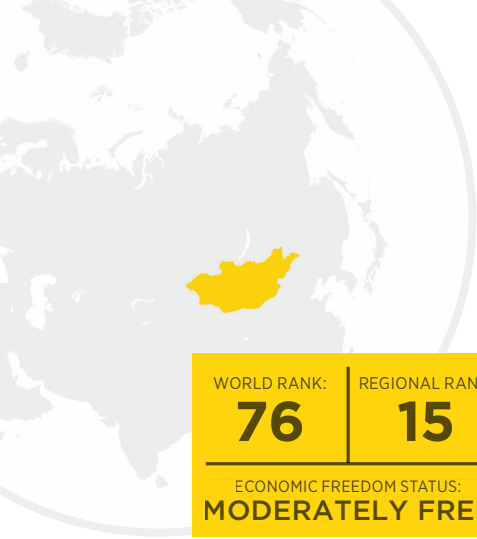 WORLD RANK:
76
REGIONAL RAN
15
ECONOMIC FREEDOM STATUS:
MODERATELY FRE